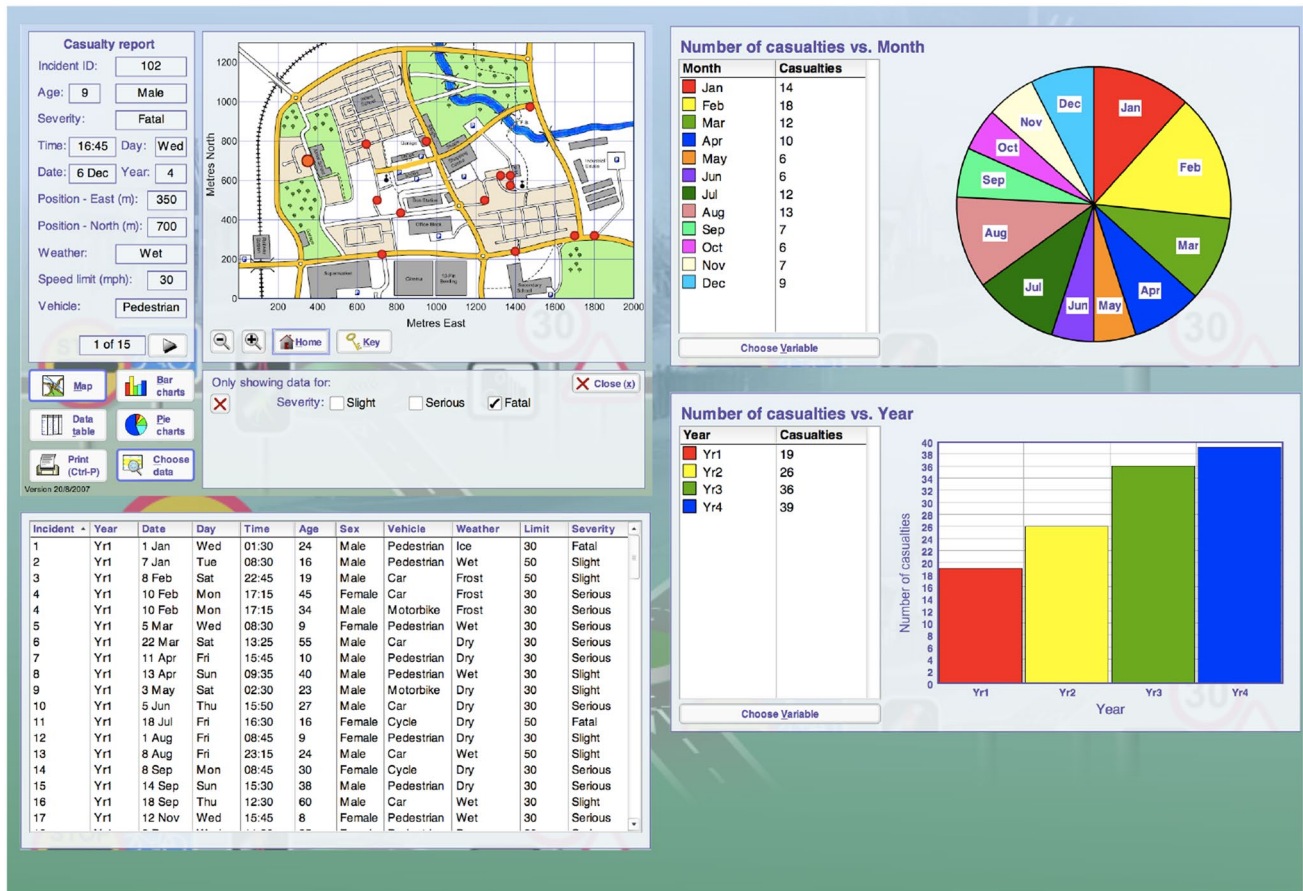 Casualty report
Incident ID: 102
Age: 9 Male
Severity: Fatal
Time: 16:45 Day: Wed
Date: 6 Dec Year: 4
Position - East (m): 350
Position - North (m): 700
Weather: Wet
Speed limit (mph): 30
Vehicle: Pedestrian
1 of 15
Map
Bar charts
Data table
Pie charts
Print (Ctrl-P)
Choose data
Version 20/8/2007
Metres North
1200
1000
800
600
400
200
0
200 400 600 800 1000 1200 1400 1600 1800 2000
Metres East
Garage
Bus Station
Office Block
Supermarket
Cinema
Secondary School
Home
Key
Only showing data for:
Close (x)
Severity: Slight Serious Fatal
Incident Year Date Day Time Age Sex Vehicle Weather Limit Severity
1 Yr1 1 Jan Wed 01:30 24 Male Pedestrian Ice 30 Fatal
2 Yr1 7 Jan Tue 08:30 16 Male Pedestrian Wet 50 Slight
3 Yr1 8 Feb Sat 22:45 19 Male Car Frost 50 Slight
4 Yr1 10 Feb Mon 17:15 45 Female Car Frost 30 Serious
4 Yr1 10 Feb Mon 17:15 34 Male Motorbike Frost 30 Serious
5 Yr1 5 Mar Wed 08:30 9 Female Pedestrian Wet 30 Serious
6 Yr1 22 Mar Sat 13:25 55 Male Car Dry 30 Serious
7 Yr1 11 Apr Fri 15:45 10 Male Pedestrian Dry 30 Serious
8 Yr1 13 Apr Sun 09:35 40 Male Pedestrian Wet 30 Slight
9 Yr1 3 May Sat 02:30 23 Male Motorbike Dry 30 Slight
10 Yr1 5 Jun Thu 15:50 27 Male Car Dry 30 Serious
11 Yr1 18 Jul Fri 16:30 16 Female Cycle Dry 50 Fatal
12 Yr1 1 Aug Fri 08:45 9 Female Pedestrian Dry 30 Slight
13 Yr1 8 Aug Fri 23:15 24 Male Car Wet 50 Slight
14 Yr1 8 Sep Mon 08:45 30 Female Cycle Dry 30 Serious
15 Yr1 14 Sep Sun 15:30 38 Male Pedestrian Dry 30 Serious
16 Yr1 18 Sep Thu 12:30 60 Male Car Wet 30 Slight
17 Yr1 12 Nov Wed 15:45 8 Female Pedestrian Wet 30 Serious
Number of casualties vs. Month
Month Casualties
Jan 14
Feb 18
Mar 12
Apr 10
May 6
Jun 6
Jul 12
Aug 13
Sep 7
Oct 6
Nov 7
Dec 9
Choose Variable
Jan
Feb
Mar
Apr
May
Jun
Jul
Aug
Sep
Oct
Nov
Dec
30
Number of casualties vs. Year
Year Casualties
Yr1 19
Yr2 26
Yr3 36
Yr4 39
Choose Variable
Number of casualties
40
38
36
34
32
30
28
26
24
22
20
18
16
14
12
10
8
6
4
2
0
Yr1 Yr2 Yr3 Yr4
Year